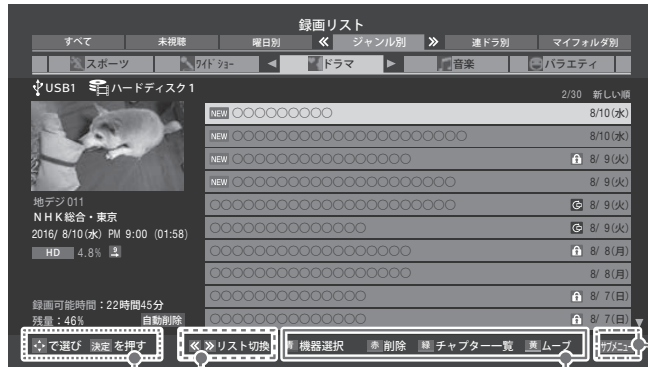 録画リスト
すべて 未視聴 曜日別 ≪ ジャンル別 ≫ 連ドラ別 マイフォルダ別
スポーツ ﾜｲﾄﾞｼｮｰ ◀ ドラマ ▶ 音楽 バラエティ
USB1 ハードディスク1 2/30 新しい順
NEW ○○○○○○○○○ 8/10(水)
NEW ○○○○○○○○○○○○○○○○○○○○○ 8/10(水)
NEW ○○○○○○○○○○○○○○○○ 8/ 9(火)
NEW ○○○○○○○○○○○○○○○○○○○○ 8/ 9(火)
○○○○○○○○○○○○○○○○○○○○○○ 8/ 9(火)
○○○○○○○○○○○○○○ 8/ 9(火)
○○○○○○○○○○○○○○○○○○ 8/ 8(月)
○○○○○○○○○○○○○○○○○○ 8/ 8(月)
○○○○○○○○○○○○○○ 8/ 7(日)
○○○○○○○○○○○○○○ 8/ 7(日)
地デジ011
ＮＨＫ総合・東京
2016/ 8/10(水) PM 9:00 (01:58)
HD 4.8%
録画可能時間：22時間45分
残量：46% 自動削除
で選び 決定 を押す ≪ ≫ リスト切換 機器選択 赤 削除 緑 チャプター一覧 黄 ムーブ ｻﾌﾞﾒﾆｭｰ